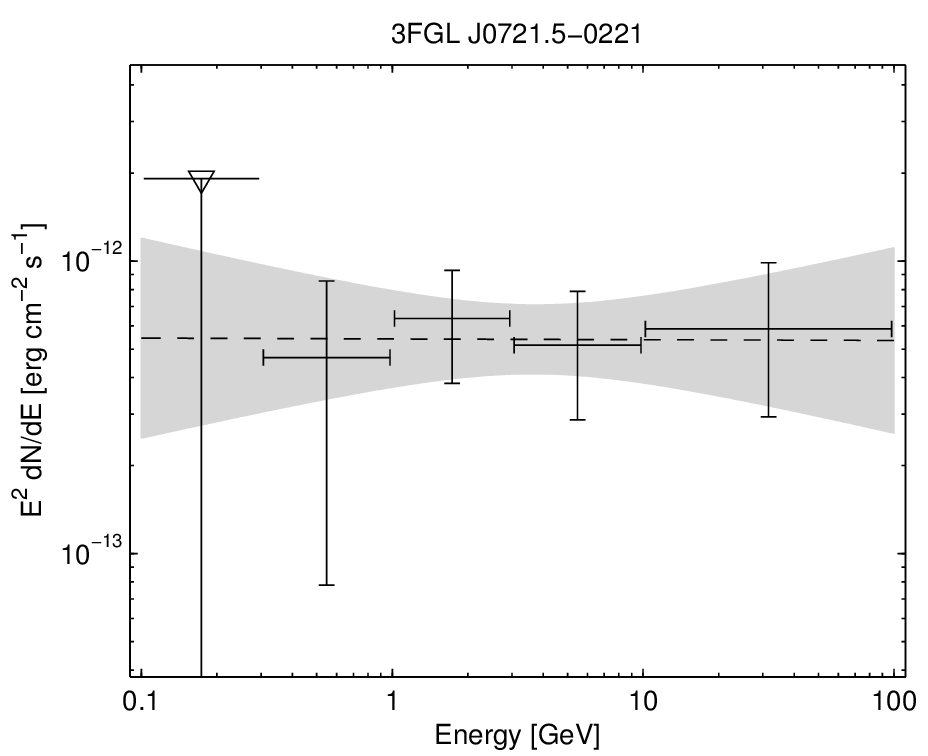 3FGL J0721.5−0221
E² dN/dE [erg cm⁻² s⁻¹]
10⁻¹²
10⁻¹³
0.1 1 10 100
Energy [GeV]